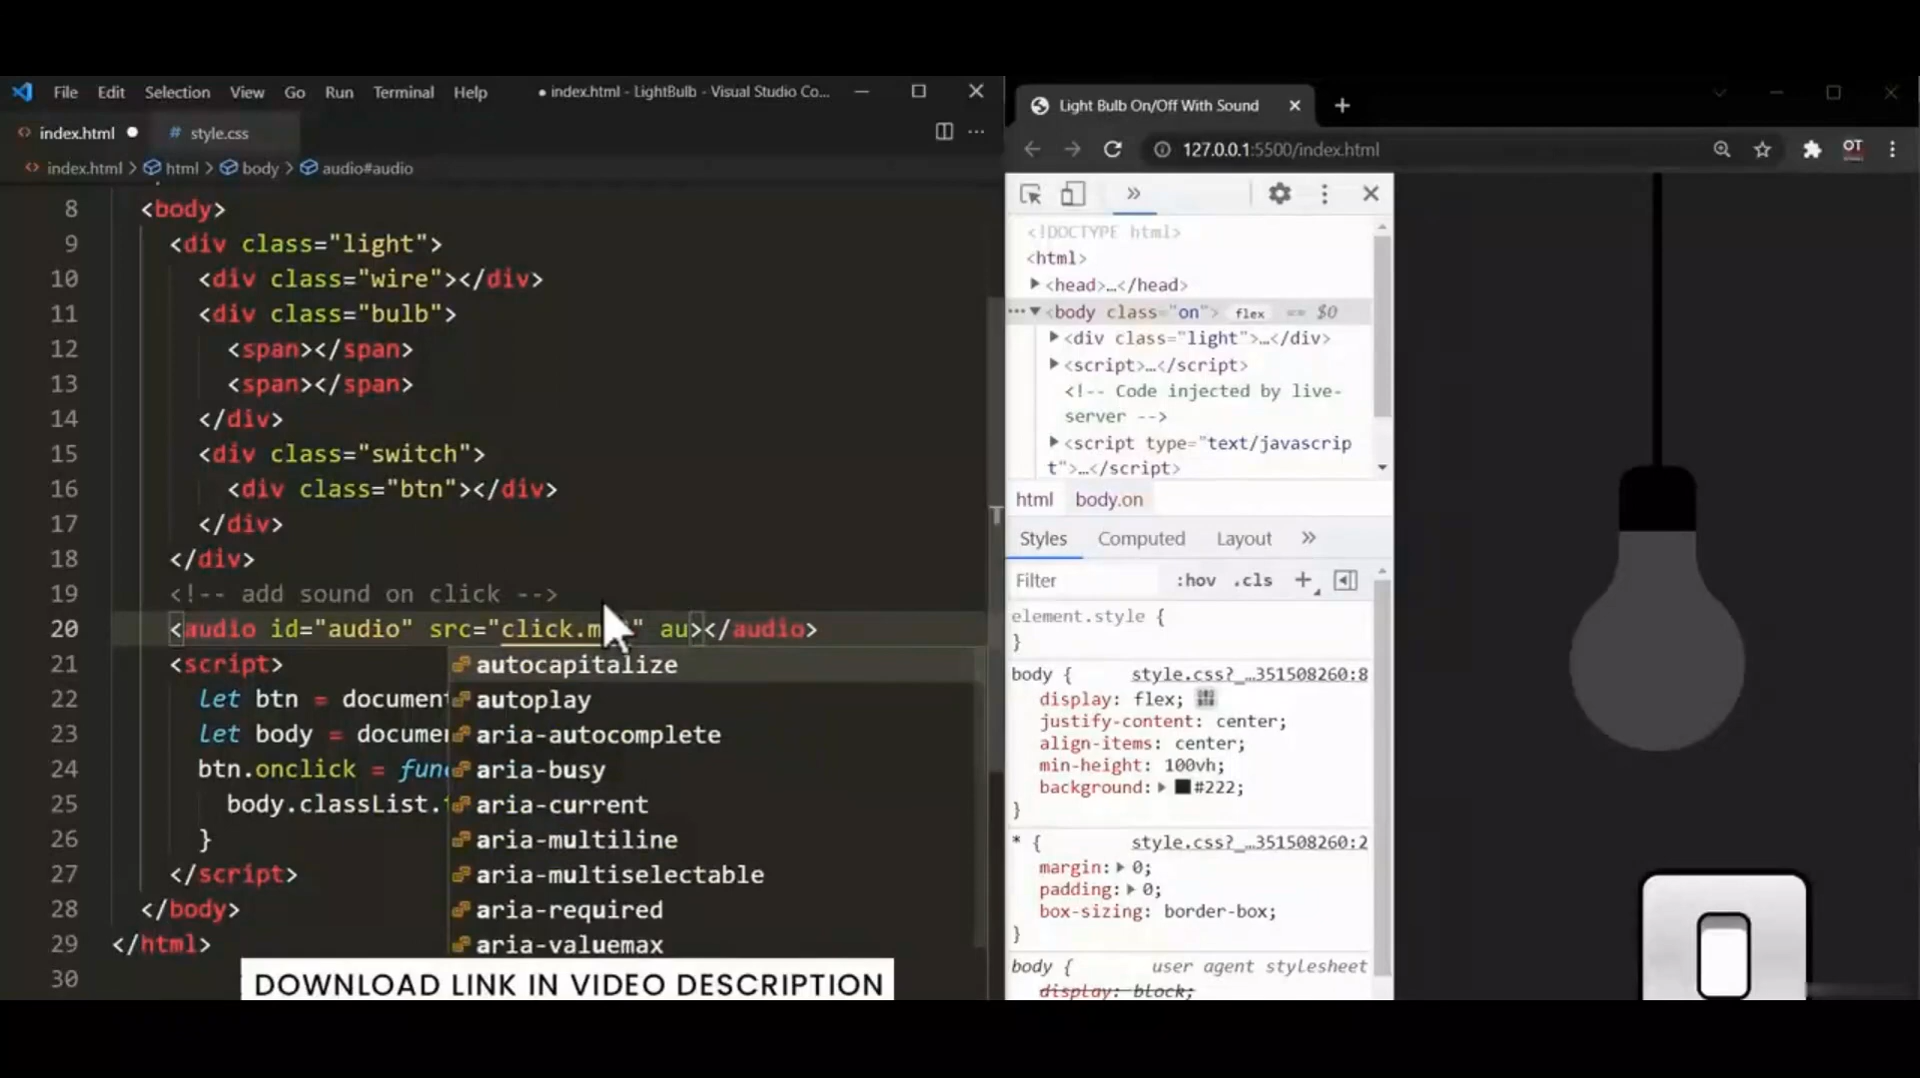 File Edit Selection View Go Run Terminal Help ● index.html - LightBulb - Visual Studio Co...
index.html ● # style.css
index.html > html > body > audio#audio
8 <body>
9 <div class="light">
10 <div class="wire"></div>
11 <div class="bulb">
12 <span></span>
13 <span></span>
14 </div>
15 <div class="switch">
16 <div class="btn"></div>
17 </div>
18 </div>
19 <!-- add sound on click -->
20 <audio id="audio" src="click.m " au></audio>
21 <script>
22 let btn = document
23 let body = docume
24 btn.onclick = func
25 body.classList.
26 }
27 </script>
28 </body>
29 </html>
30
autocapitalize
autoplay
aria-autocomplete
aria-busy
aria-current
aria-multiline
aria-multiselectable
aria-required
aria-valuemax
DOWNLOAD LINK IN VIDEO DESCRIPTION
Light Bulb On/Off With Sound
127.0.0.1:5500/index.html
OT
<!DOCTYPE html>
<html>
<head>…</head>
<body class="on"> flex == $0
<div class="light">…</div>
<script>…</script>
<!-- Code injected by live-
server -->
<script type="text/javascrip
t">…</script>
html body.on
Styles Computed Layout »
Filter :hov .cls +
element.style {
}
body { style.css?_…351508260:8
display: flex;
justify-content: center;
align-items: center;
min-height: 100vh;
background: #222;
}
* { style.css?_…351508260:2
margin: 0;
padding: 0;
box-sizing: border-box;
}
body { user agent stylesheet
display: block;